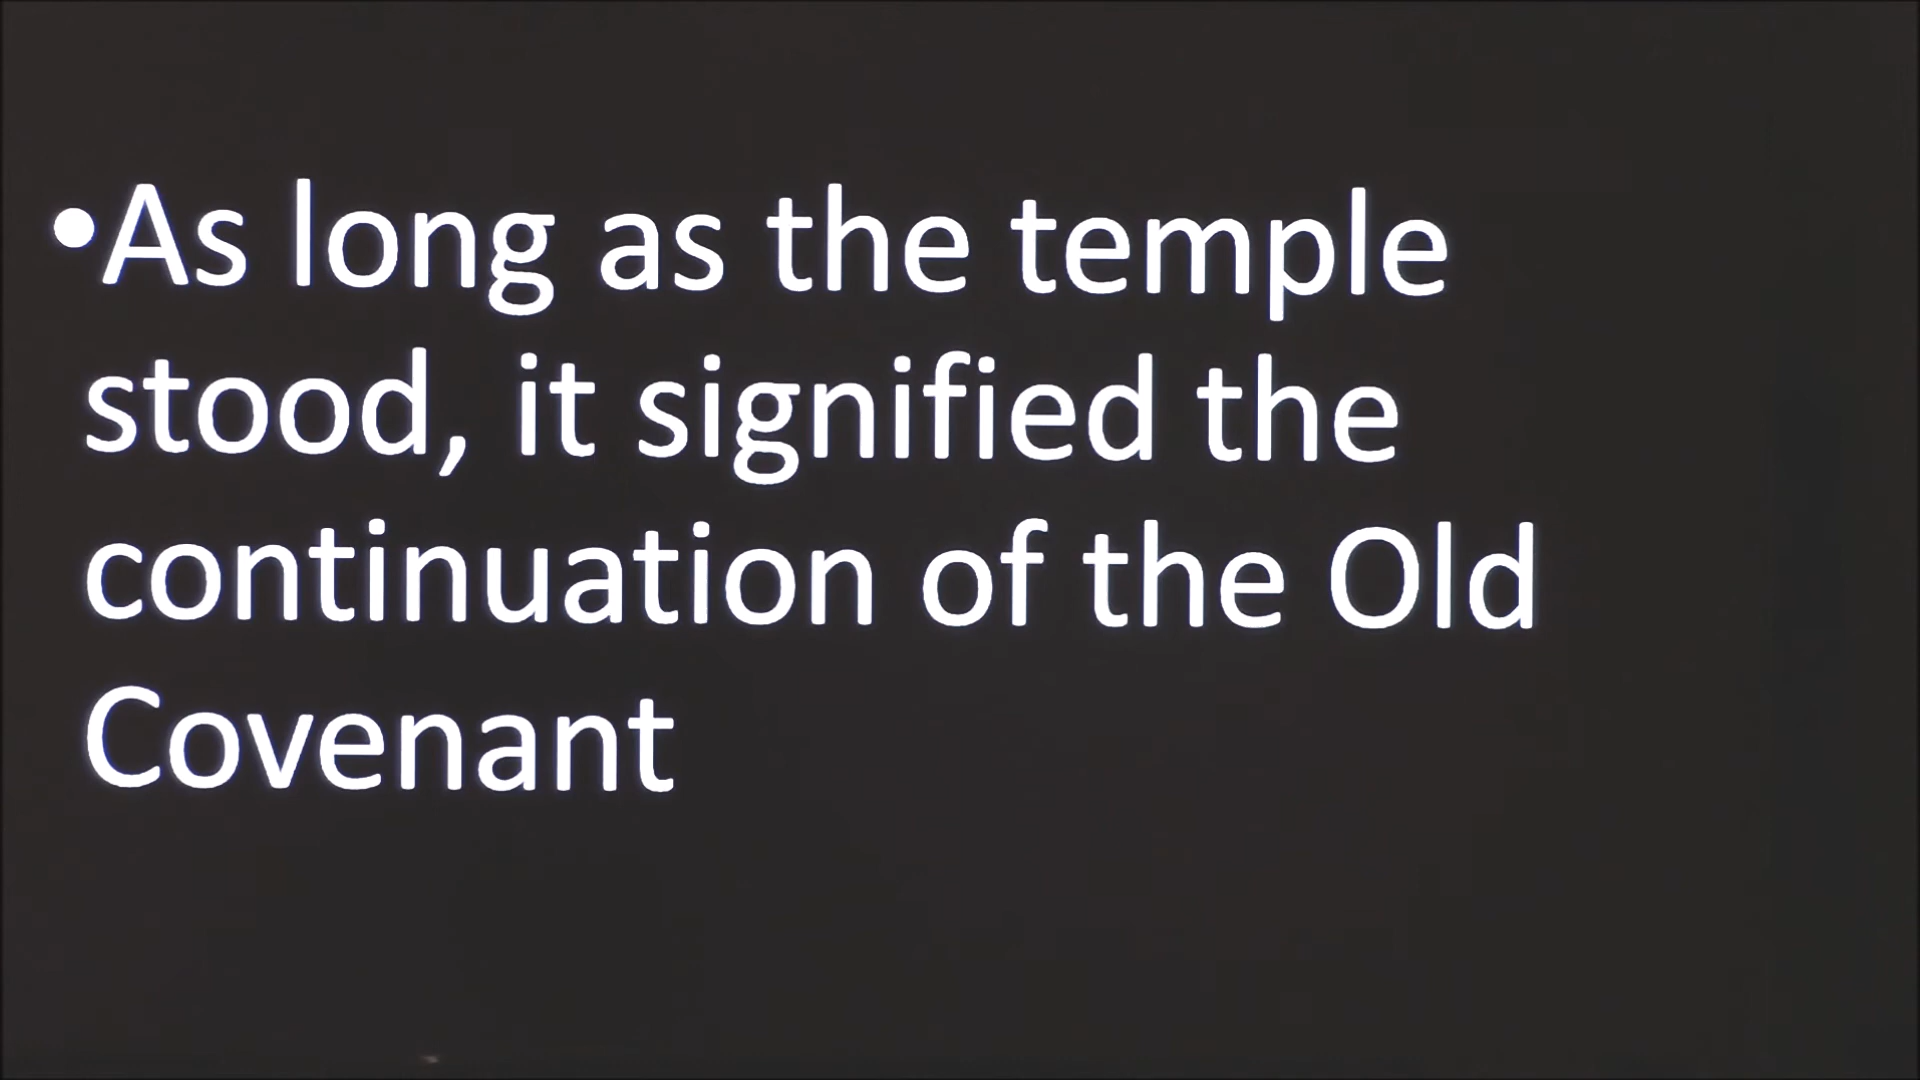 •As long as the temple
stood, it signified the
continuation of the Old
Covenant